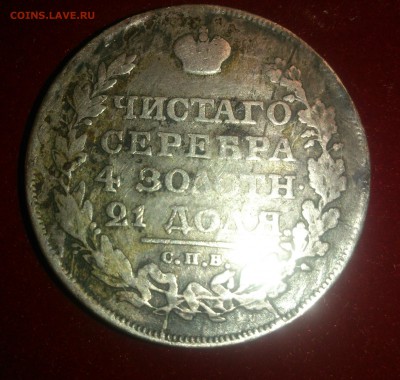 COINS.LAVE.RU
ЧИСТАГО
СЕРЕБРА
4 ЗОЛОТН.
21 ДОЛЯ
С.П.Б.